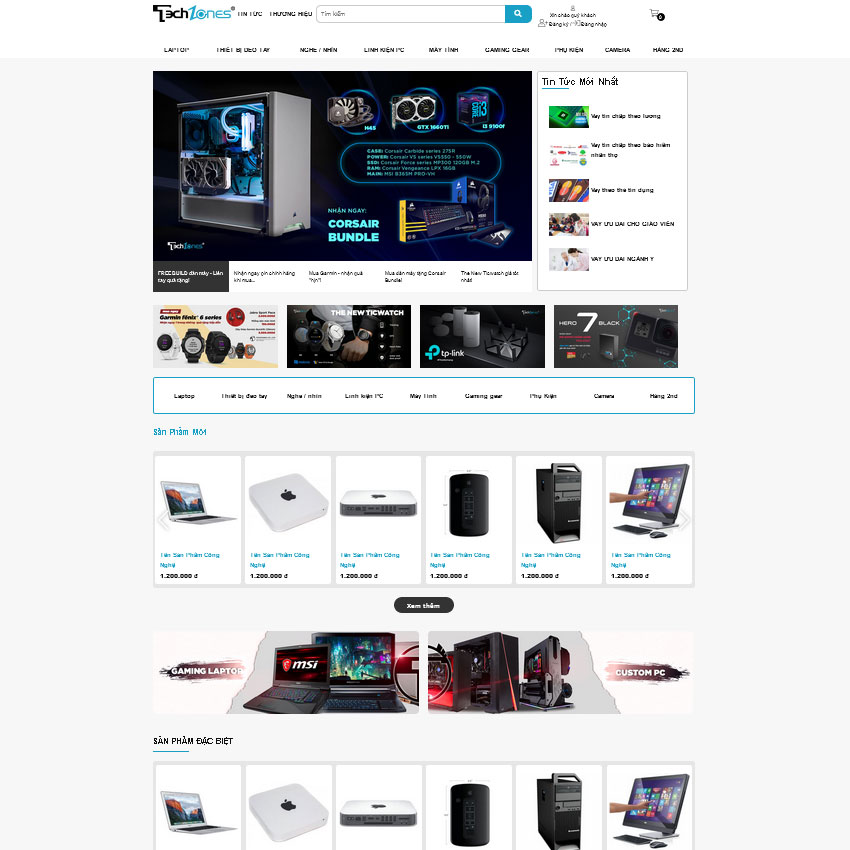 TechZones
TIN TỨC
THƯƠNG HIỆU
Tìm kiếm
Xin chào quý khách
Đăng ký / Đăng nhập
0
LAPTOP
THIẾT BỊ ĐEO TAY
NGHE / NHÌN
LINH KIỆN PC
MÁY TÍNH
GAMING GEAR
PHỤ KIỆN
CAMERA
HÀNG 2ND
H45
GTX 1660Ti
i3 9100f
CASE: Corsair Carbide series 275R
POWER: Corsair VS series VS550 - 550W
SSD: Corsair Force series MP300 120GB M.2
RAM: Corsair Vengeance LPX 16GB
MAIN: MSI B365M PRO-VH
NHẬN NGAY:
CORSAIR
BUNDLE
TechZones
FREEBUILD dàn máy - Liền
tay quà tặng!
Nhận ngay pin chính hãng
khi mua...
Mua Garmin - nhận quà
"xịn"!
Mua dàn máy tặng Corsair
Bundle!
The New Ticwatch giá tốt
nhất!
Tin Tức Mới Nhất
Vay tín chấp theo lương
Vay tín chấp theo bảo hiểm
nhân thọ
Vay theo thẻ tín dụng
VAY ƯU ĐÃI CHO GIÁO VIÊN
VAY ƯU ĐÃI NGÀNH Y
Garmin fēnix 6 series
THE NEW TICWATCH
tp-link
HERO 7 BLACK
Laptop
Thiết bị đeo tay
Nghe / nhìn
Linh kiện PC
Máy Tính
Gaming gear
Phụ Kiện
Camera
Hàng 2nd
Sản Phẩm Mới
Tên Sản Phẩm Công
Nghệ
1.200.000 đ
Tên Sản Phẩm Công
Nghệ
1.200.000 đ
Tên Sản Phẩm Công
Nghệ
1.200.000 đ
Tên Sản Phẩm Công
Nghệ
1.200.000 đ
Tên Sản Phẩm Công
Nghệ
1.200.000 đ
Tên Sản Phẩm Công
Nghệ
1.200.000 đ
Xem thêm
GAMING LAPTOP
msi
CUSTOM PC
SẢN PHẨM ĐẶC BIỆT